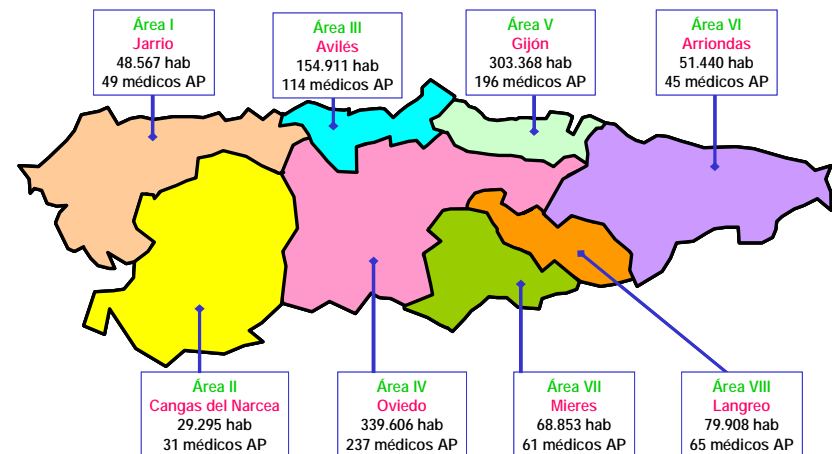 Área I
Jarrio
48.567 hab
49 médicos AP
Área III
Avilés
154.911 hab
114 médicos AP
Área V
Gijón
303.368 hab
196 médicos AP
Área VI
Arriondas
51.440 hab
45 médicos AP
Área II
Cangas del Narcea
29.295 hab
31 médicos AP
Área IV
Oviedo
339.606 hab
237 médicos AP
Área VII
Mieres
68.853 hab
61 médicos AP
Área VIII
Langreo
79.908 hab
65 médicos AP